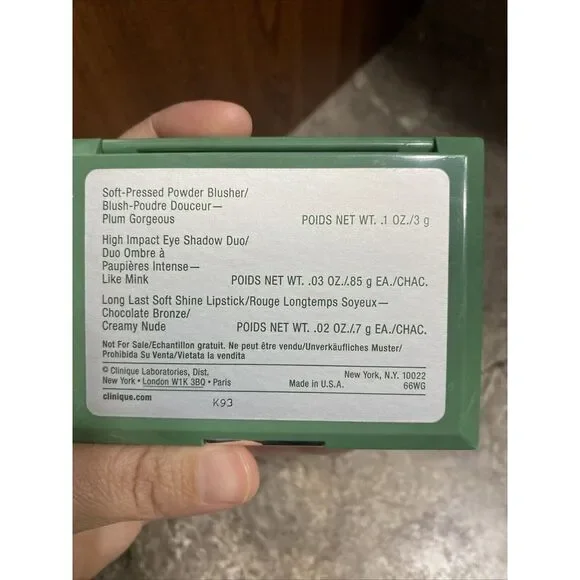 Soft-Pressed Powder Blusher/
Blush-Poudre Douceur—
Plum Gorgeous POIDS NET WT. .1 OZ./3 g
High Impact Eye Shadow Duo/
Duo Ombre à
Paupières Intense—
Like Mink POIDS NET WT. .03 OZ./.85 g EA./CHAC.
Long Last Soft Shine Lipstick/Rouge Longtemps Soyeux—
Chocolate Bronze/
Creamy Nude POIDS NET WT. .02 OZ./.7 g EA./CHAC.
Not For Sale/Echantillon gratuit. Ne peut être vendu/Unverkäufliches Muster/
Prohibida Su Venta/Vietata la vendita
© Clinique Laboratories, Dist. New York, N.Y. 10022
New York • London W1K 3BQ • Paris Made in U.S.A. 66WG
clinique.com K93